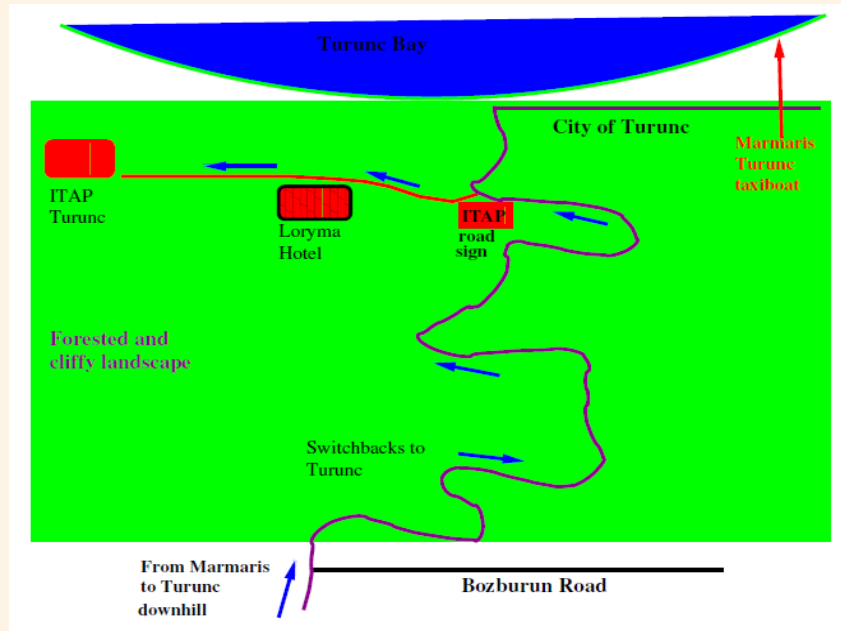 Turunc Bay
City of Turunc
Marmaris
Turunc
taxiboat
ITAP
Turunc
Loryma
Hotel
ITAP
road
sign
Forested and
cliffy landscape
Switchbacks to
Turunc
From Marmaris
to Turunc
downhill
Bozburun Road